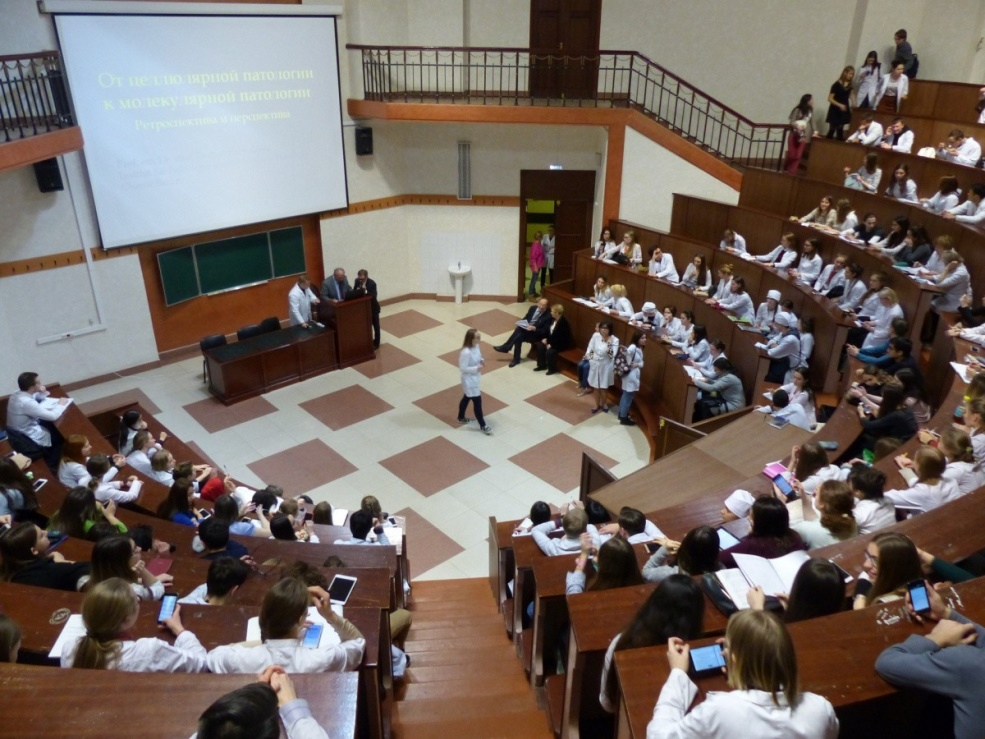 От целлюлярной патологии
к молекулярной патологии
Ретроспектива и перспектива